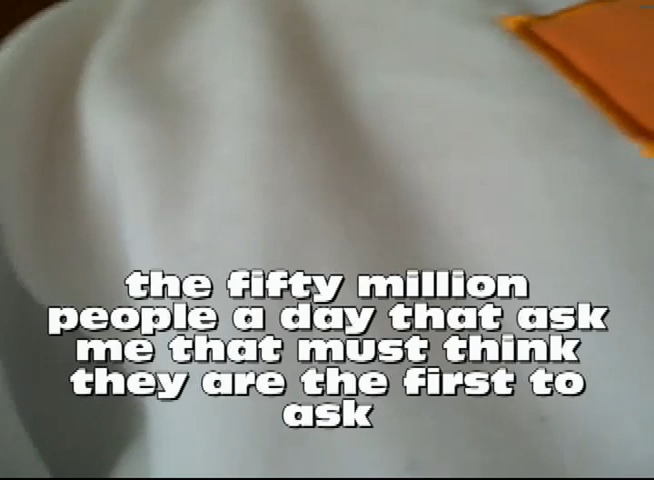 the fifty million
people a day that ask
me that must think
they are the first to
ask